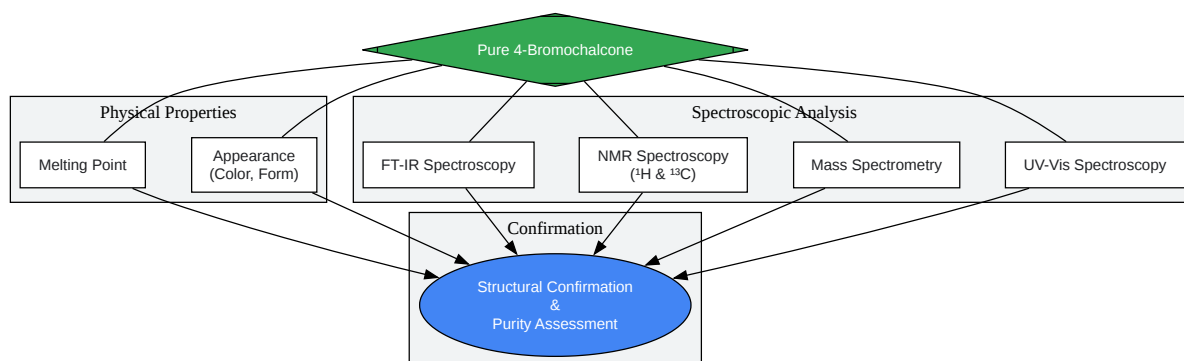 Pure 4-Bromochalcone
Physical Properties
Spectroscopic Analysis
Melting Point
Appearance
(Color, Form)
FT-IR Spectroscopy
NMR Spectroscopy
(¹H & ¹³C)
Mass Spectrometry
UV-Vis Spectroscopy
Confirmation
Structural Confirmation
&
Purity Assessment